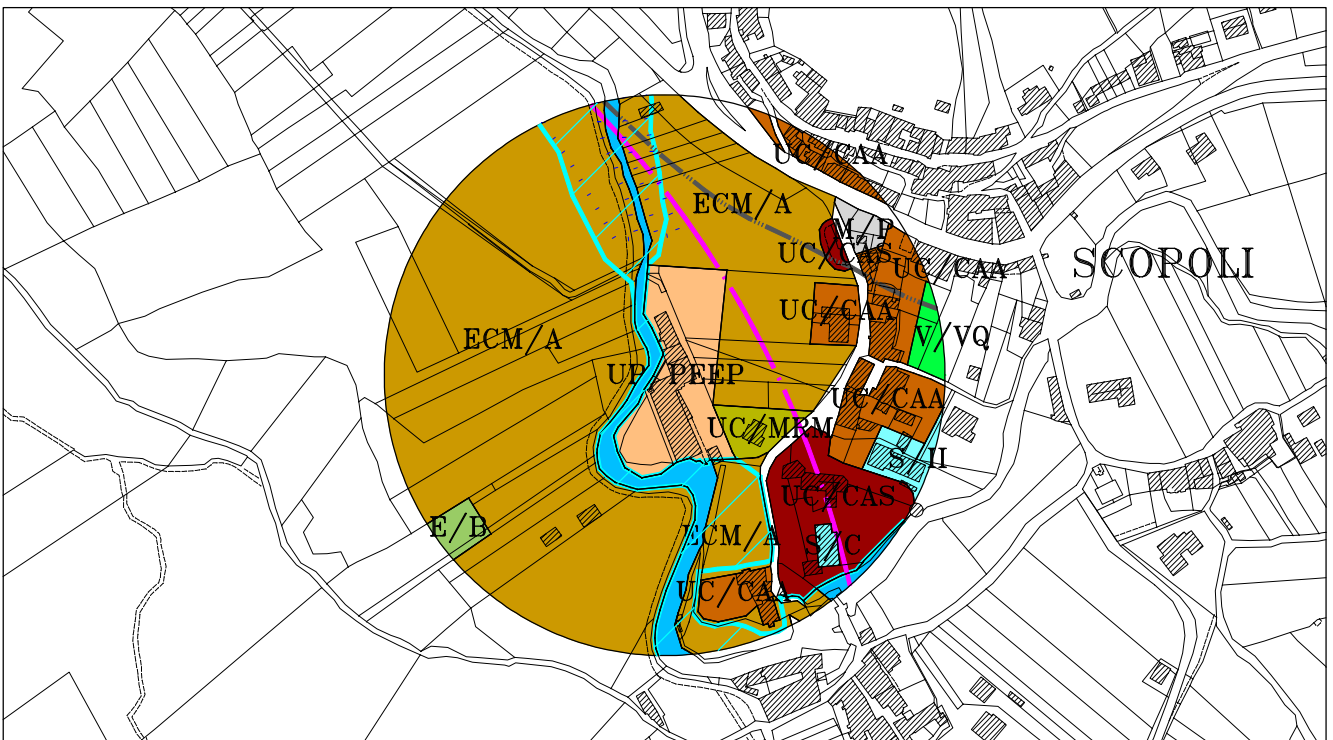 UC/CAA
ECM/A
M/P
UC/CAS
UC/CAA
SCOPOLI
UC/CAA
V/VQ
ECM/A
UP/PEEP
UC/CAA
UC/MRM
S/II
UC/CAS
E/B
ECM/A
S/C
UC/CAA